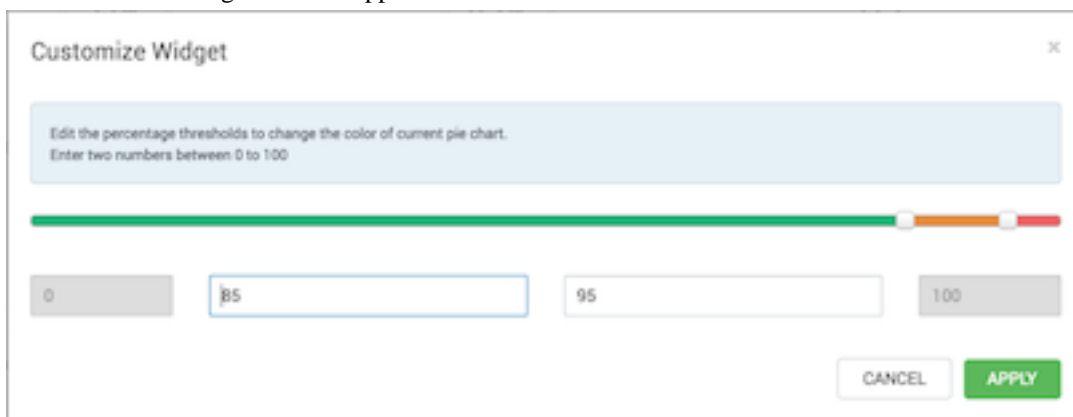 Customize Widget ×
Edit the percentage thresholds to change the color of current pie chart.
Enter two numbers between 0 to 100
0 85 95 100
CANCEL APPLY